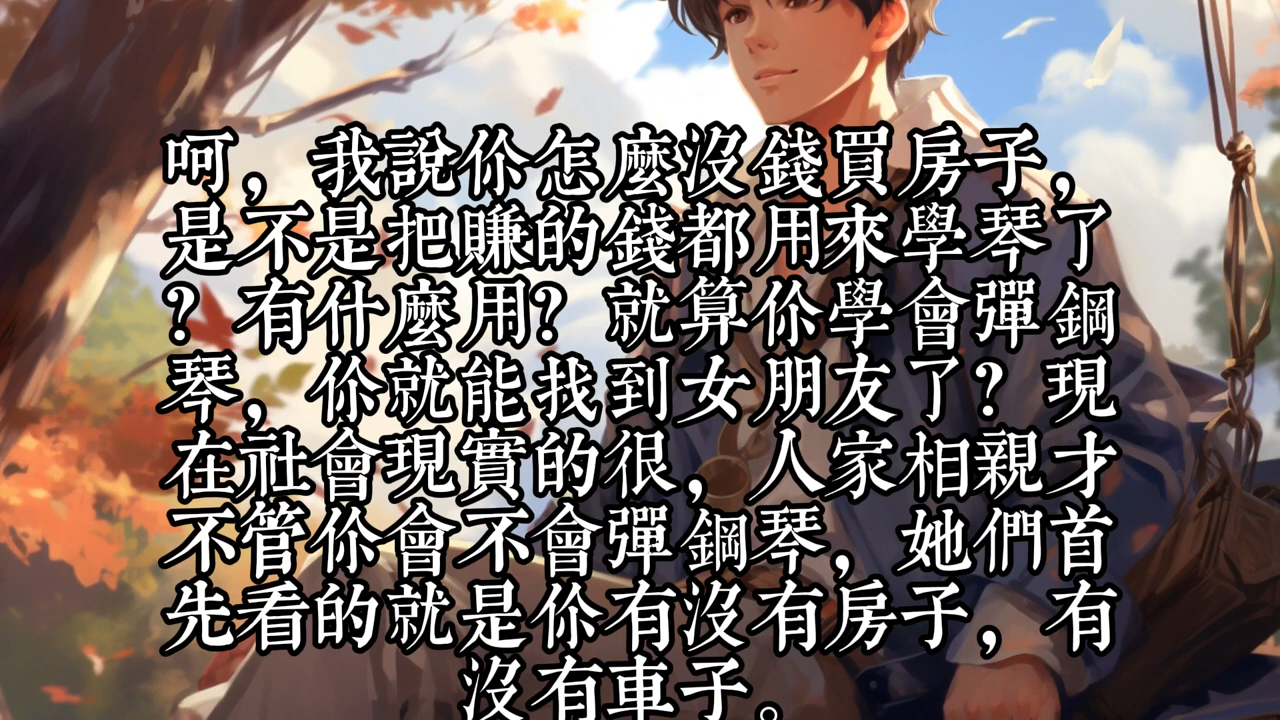 呵，我說你怎麼沒錢買房子，
是不是把賺的錢都用來學琴了
？有什麼用？就算你學會彈鋼
琴，你就能找到女朋友了？現
在社會現實的很，人家相親才
不管你會不會彈鋼琴，她們首
先看的就是你有沒有房子，有
沒有車子。